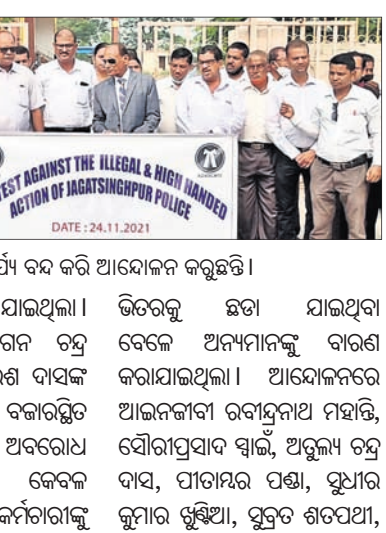 TEST AGAINST THE ILLEGAL & HIGH HANDED
ACTION OF JAGATSINGHPUR POLICE
DATE : 24.11.2021
ବନ୍ଦ କରି ଆନ୍ଦୋଳନ କରୁଛନ୍ତି।
ଯାଇଥିଲା।
ଚନ୍ଦ୍ର
ଦାସଙ୍କ
ବଜାରସ୍ଥିତ
ଅବରୋଧ
କେବଳ
କର୍ମଚାରୀଙ୍କୁ
ଭିତରକୁ ଛଡା ଯାଇଥିବା
ବେଳେ ଅନ୍ୟମାନଙ୍କୁ ବାରଣ
କରାଯାଇଥିଲା। ଆନ୍ଦୋଳନରେ
ଆଇନଜୀବୀ ରବୀନ୍ଦ୍ରନାଥ ମହାନ୍ତି,
ସୌରୀପ୍ରସାଦ ସ୍ୱାଇଁ, ଅତୁଲ୍ୟ ଚନ୍ଦ୍ର
ଦାସ, ପୀତାମ୍ବର ପଣ୍ଡା, ସୁଧୀର
କୁମାର ଖୁଣ୍ଟିଆ, ସୁବ୍ରତ ଶତପଥୀ,